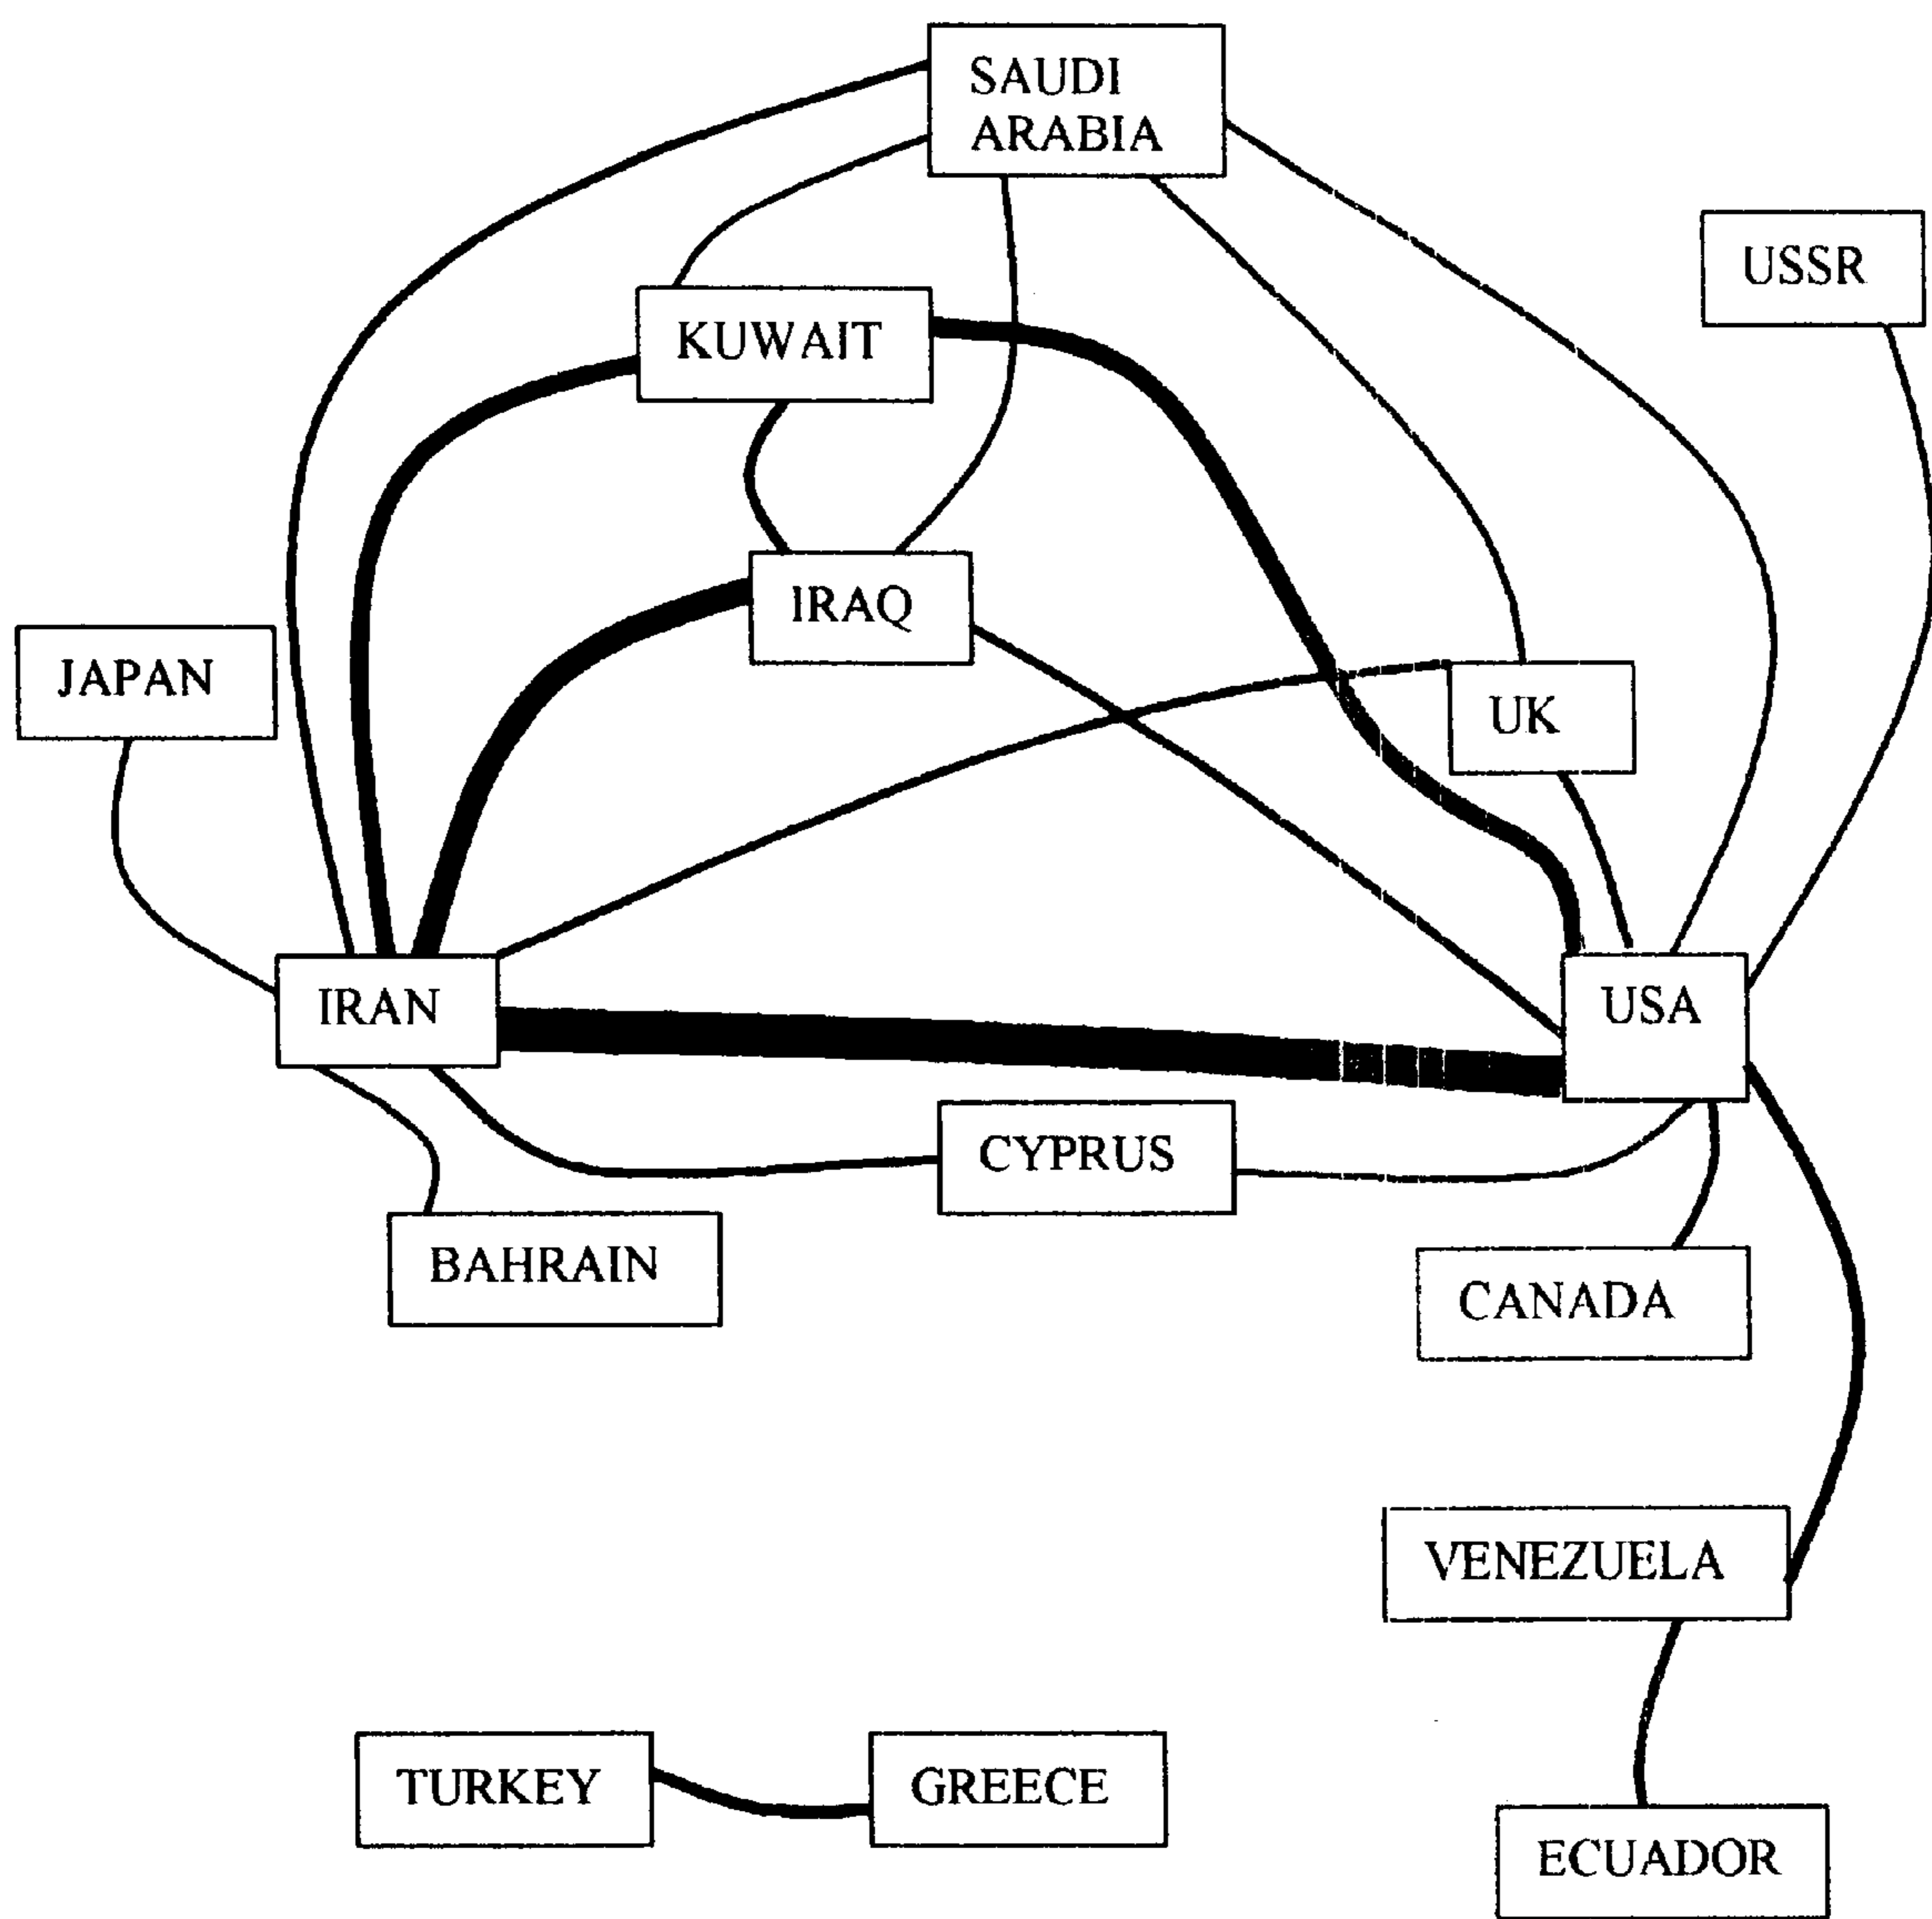 SAUDI
ARABIA
USSR
KUWAIT
IRAQ
JAPAN
UK
IRAN
USA
CYPRUS
BAHRAIN
CANADA
VENEZUELA
TURKEY
GREECE
ECUADOR